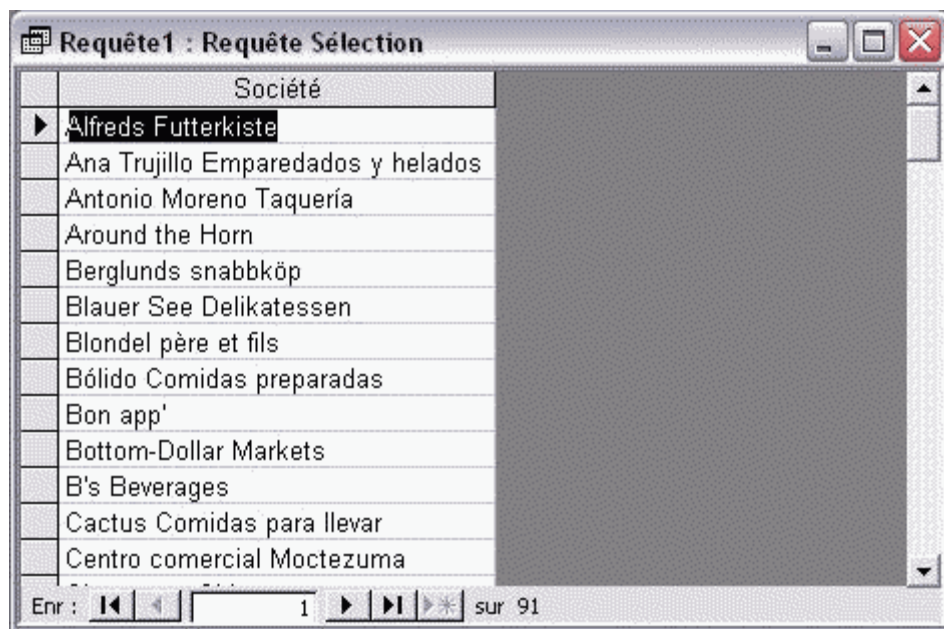 Requête1 : Requête Sélection
Société
Alfreds Futterkiste
Ana Trujillo Emparedados y helados
Antonio Moreno Taquería
Around the Horn
Berglunds snabbköp
Blauer See Delikatessen
Blondel père et fils
Bólido Comidas preparadas
Bon app'
Bottom-Dollar Markets
B's Beverages
Cactus Comidas para llevar
Centro comercial Moctezuma
Enr : 1 sur 91